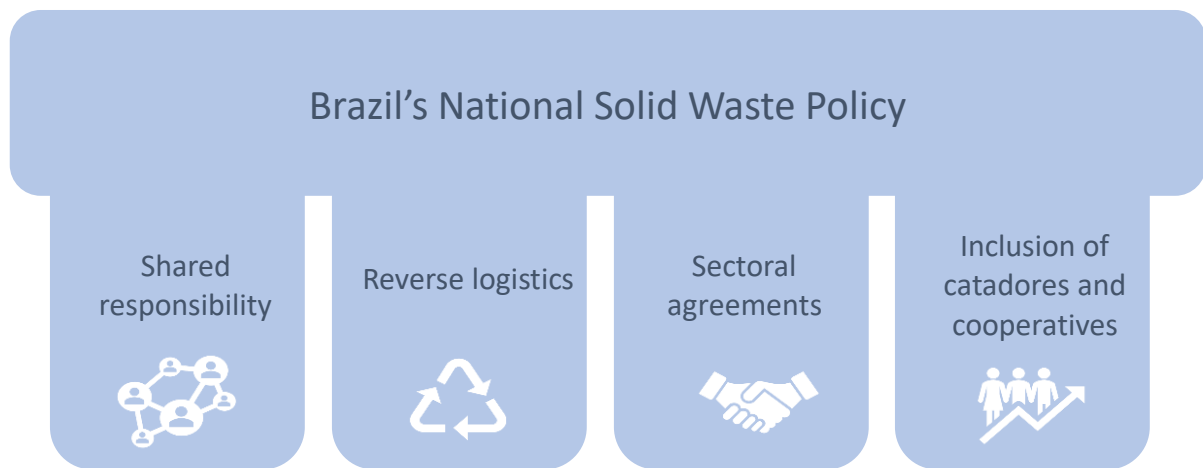 Brazil’s National Solid Waste Policy
Shared
responsibility
Reverse logistics
Sectoral
agreements
Inclusion of
catadores and
cooperatives